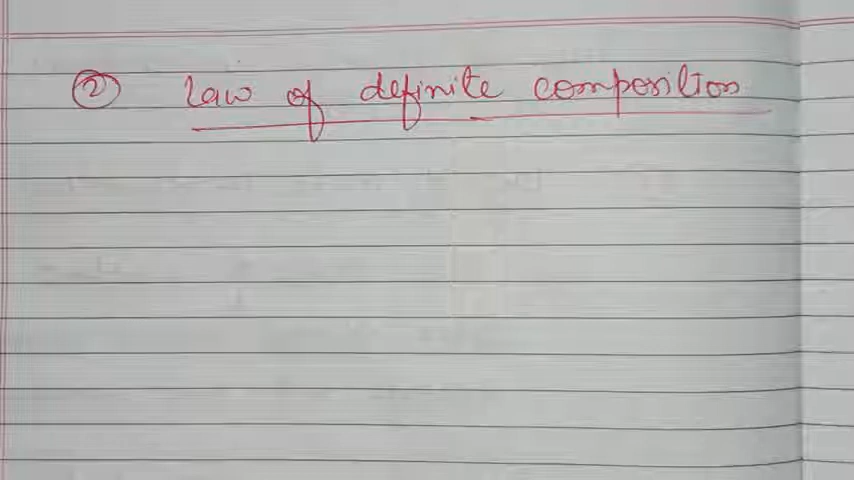 ② Law of definite composition